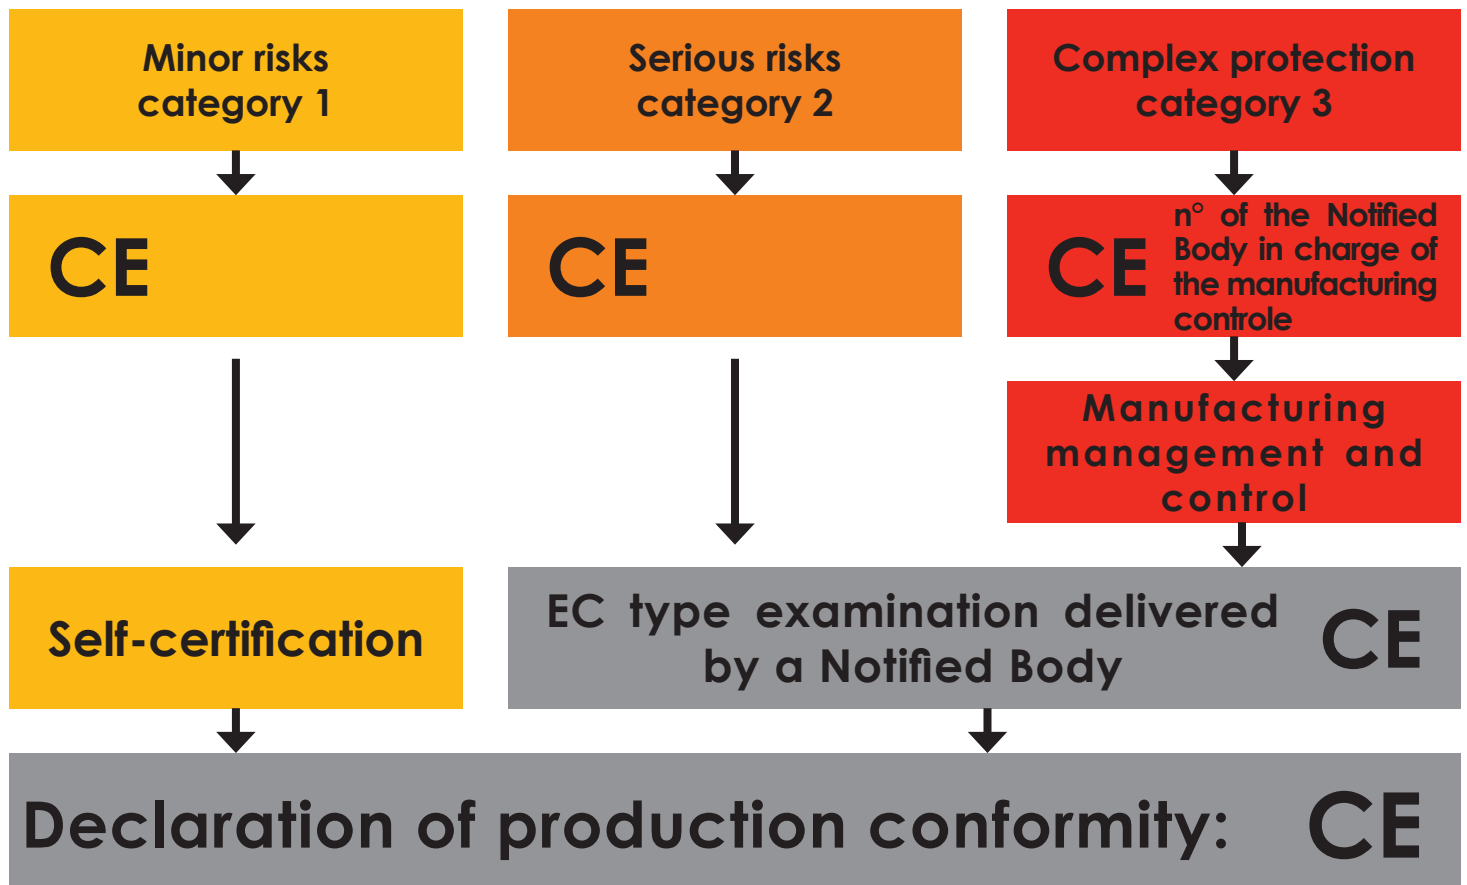 Minor risks
category 1
Serious risks
category 2
Complex protection
category 3
CE
CE
CE
n° of the Notified
Body in charge of
the manufacturing
controle
Manufacturing
management and
control
Self-certification
EC type examination delivered
by a Notified Body
CE
Declaration of production conformity:
CE